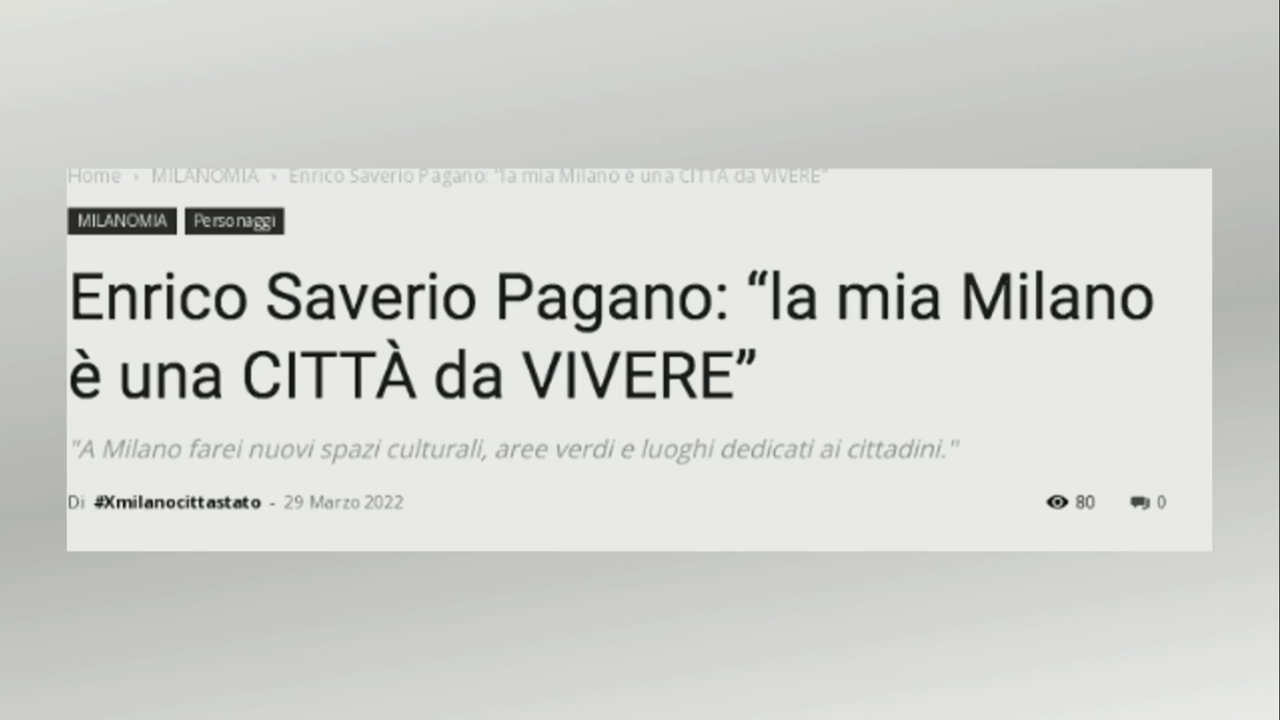 Home › MILANOMIA › Enrico Saverio Pagano: "la mia Milano è una CITTÀ da VIVERE"
MILANOMIA Personaggi
Enrico Saverio Pagano: “la mia Milano
è una CITTÀ da VIVERE”
"A Milano farei nuovi spazi culturali, aree verdi e luoghi dedicati ai cittadini."
Di #Xmilanocittastato - 29 Marzo 2022 80 0